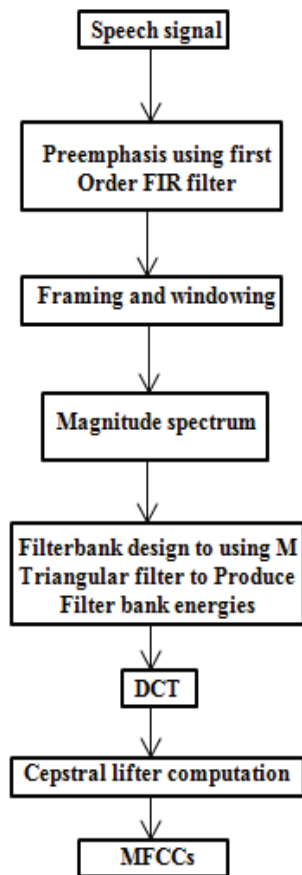 Speech signal
Preemphasis using first
Order FIR filter
Framing and windowing
Magnitude spectrum
Filterbank design to using M
Triangular filter to Produce
Filter bank energies
DCT
Cepstral lifter computation
MFCCs